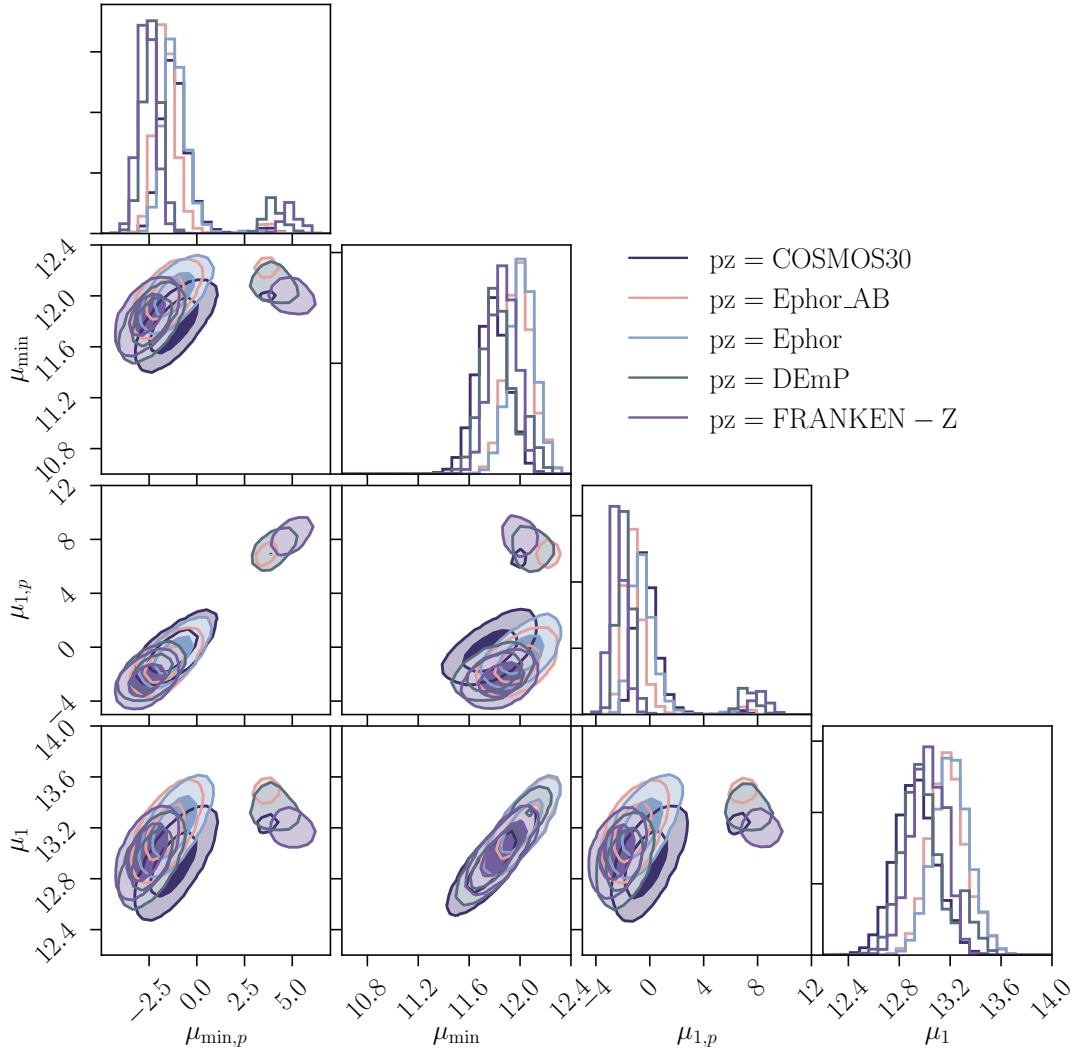 pz = COSMOS30
pz = Ephor_AB
pz = Ephor
pz = DEmP
pz = FRANKEN − Z
μmin
12.4
12.0
11.6
11.2
10.8
μ1,p
12
8
4
0
−4
μ1
14.0
13.6
13.2
12.8
12.4
−2.5 0.0 2.5 5.0
10.8 11.2 11.6 12.0 12.4
−4 0 4 8 12
12.4 12.8 13.2 13.6 14.0
μmin,p μmin μ1,p μ1